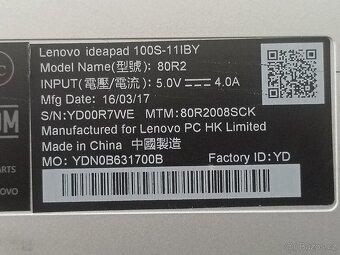 Lenovo ideapad 100S-11IBY
Model Name(型號): 80R2
INPUT(電壓/電流): 5.0V⎓4.0A
Mfg Date: 16/03/17
S/N:YD00R7WE MTM:80R2008SCK
Manufactured for Lenovo PC HK Limited
Made in China 中國製造
MO: YDN0B631700B Factory ID: YD
ARTS
OVO